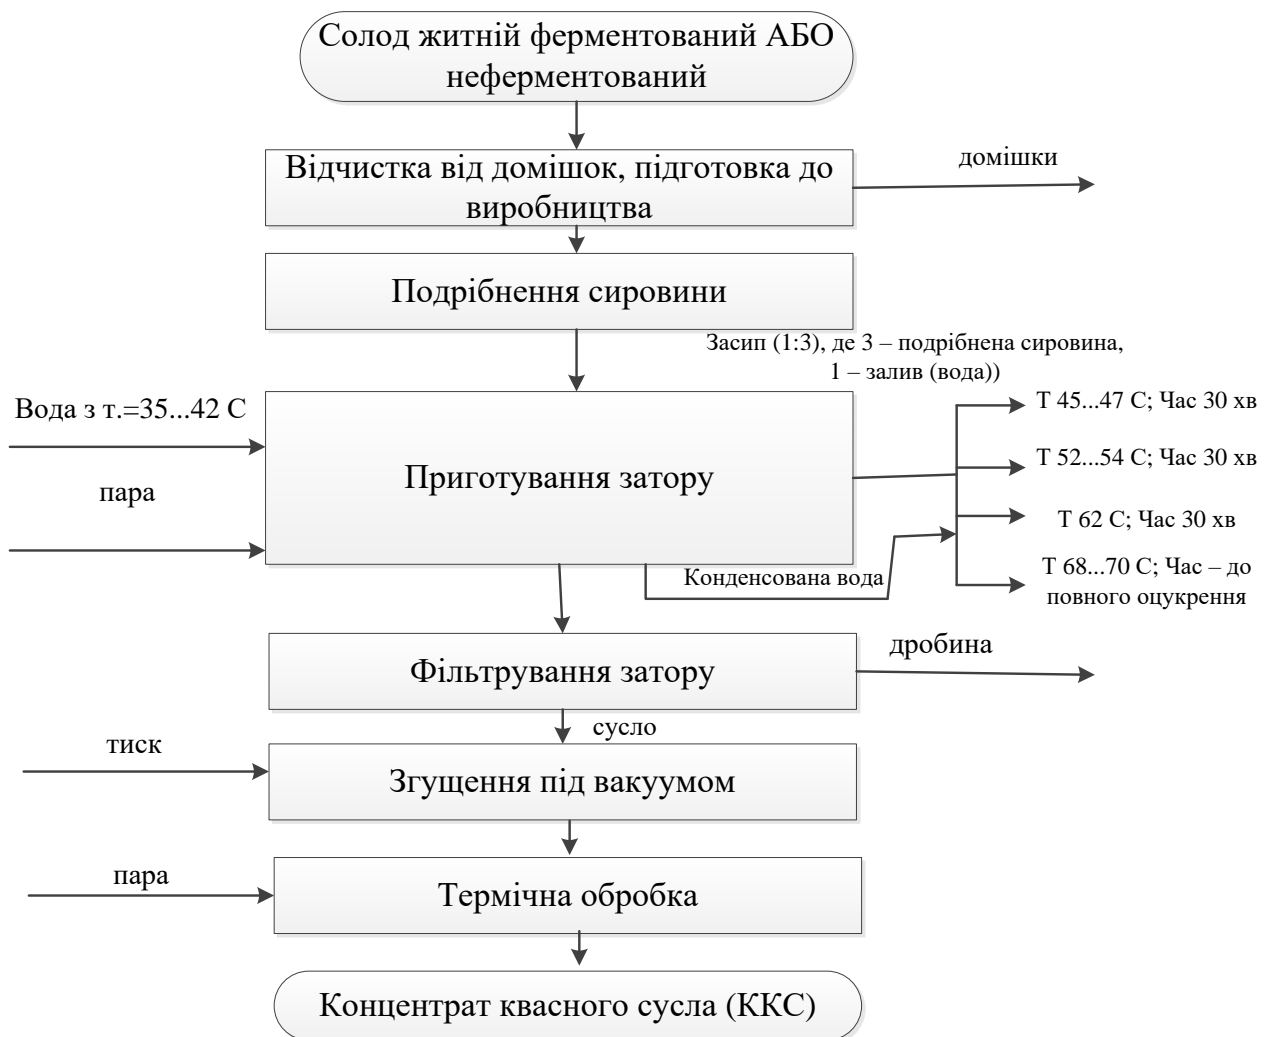 Солод житній ферментований АБО
неферментований
Відчистка від домішок, підготовка до
виробництва
домішки
Подрібнення сировини
Засип (1:3), де 3 – подрібнена сировина,
1 – залив (вода))
Вода з т.=35...42 С
пара
Приготування затору
Т 45...47 С; Час 30 хв
Т 52...54 С; Час 30 хв
Т 62 С; Час 30 хв
Т 68...70 С; Час – до
повного оцукрення
Конденсована вода
Фільтрування затору
дробина
сусло
тиск
Згущення під вакуумом
пара
Термічна обробка
Концентрат квасного сусла (ККС)